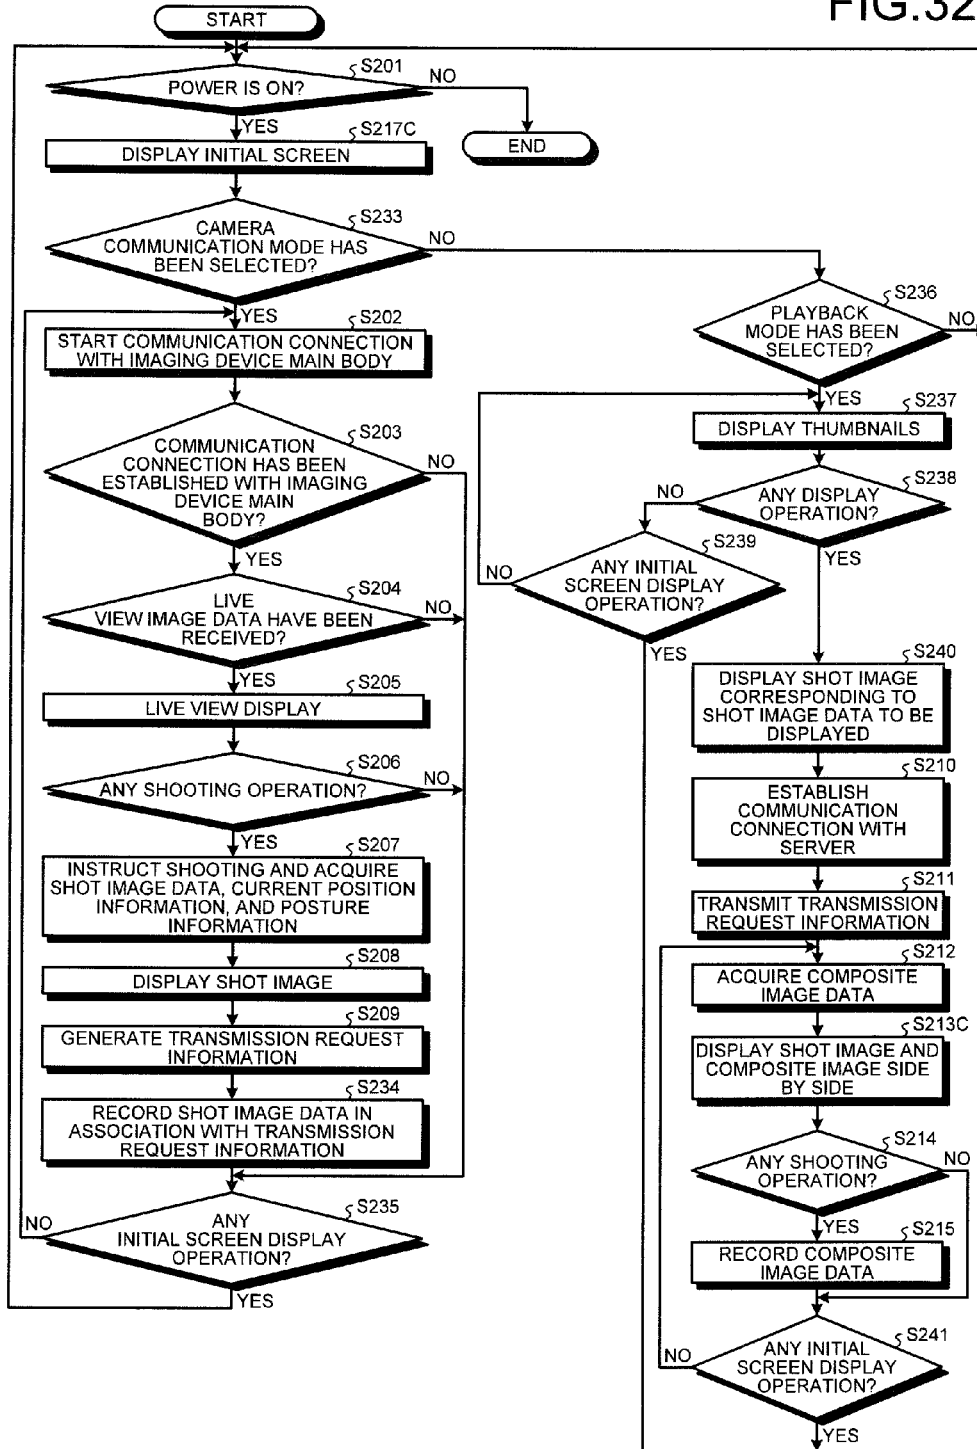 FIG.32
START
S201
POWER IS ON?
NO
YES
END
S217C
DISPLAY INITIAL SCREEN
S233
CAMERA
COMMUNICATION MODE HAS
BEEN SELECTED?
NO
YES
S202
START COMMUNICATION CONNECTION
WITH IMAGING DEVICE MAIN BODY
S203
COMMUNICATION
CONNECTION HAS BEEN
ESTABLISHED WITH IMAGING
DEVICE MAIN
BODY?
NO
YES
S204
LIVE
VIEW IMAGE DATA HAVE BEEN
RECEIVED?
NO
YES
S205
LIVE VIEW DISPLAY
S206
ANY SHOOTING OPERATION?
NO
YES
S207
INSTRUCT SHOOTING AND ACQUIRE
SHOT IMAGE DATA, CURRENT POSITION
INFORMATION, AND POSTURE
INFORMATION
S208
DISPLAY SHOT IMAGE
S209
GENERATE TRANSMISSION REQUEST
INFORMATION
S234
RECORD SHOT IMAGE DATA IN
ASSOCIATION WITH TRANSMISSION
REQUEST INFORMATION
S235
ANY
INITIAL SCREEN DISPLAY
OPERATION?
NO
YES
S236
PLAYBACK
MODE HAS BEEN
SELECTED?
NO
YES
S237
DISPLAY THUMBNAILS
S238
ANY DISPLAY
OPERATION?
NO
YES
S239
ANY INITIAL
SCREEN DISPLAY
OPERATION?
NO
YES
S240
DISPLAY SHOT IMAGE
CORRESPONDING TO
SHOT IMAGE DATA TO BE
DISPLAYED
S210
ESTABLISH
COMMUNICATION
CONNECTION WITH
SERVER
S211
TRANSMIT TRANSMISSION
REQUEST INFORMATION
S212
ACQUIRE COMPOSITE
IMAGE DATA
S213C
DISPLAY SHOT IMAGE AND
COMPOSITE IMAGE SIDE
BY SIDE
S214
ANY SHOOTING
OPERATION?
NO
YES
S215
RECORD COMPOSITE
IMAGE DATA
S241
ANY INITIAL
SCREEN DISPLAY
OPERATION?
NO
YES